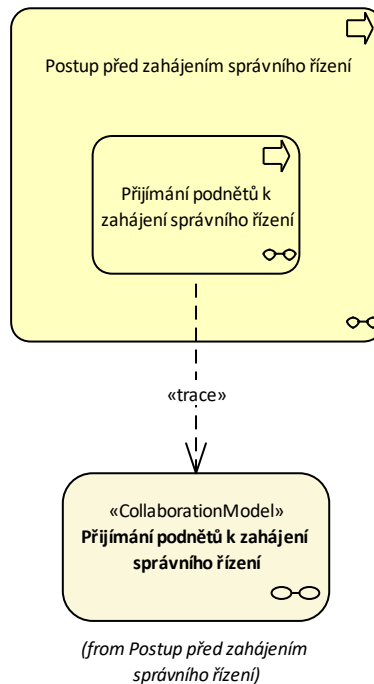 Postup před zahájením správního řízení
Přijímání podnětů k
zahájení správního řízení
«trace»
«CollaborationModel»
Přijímání podnětů k zahájení
správního řízení
(from Postup před zahájením
správního řízení)